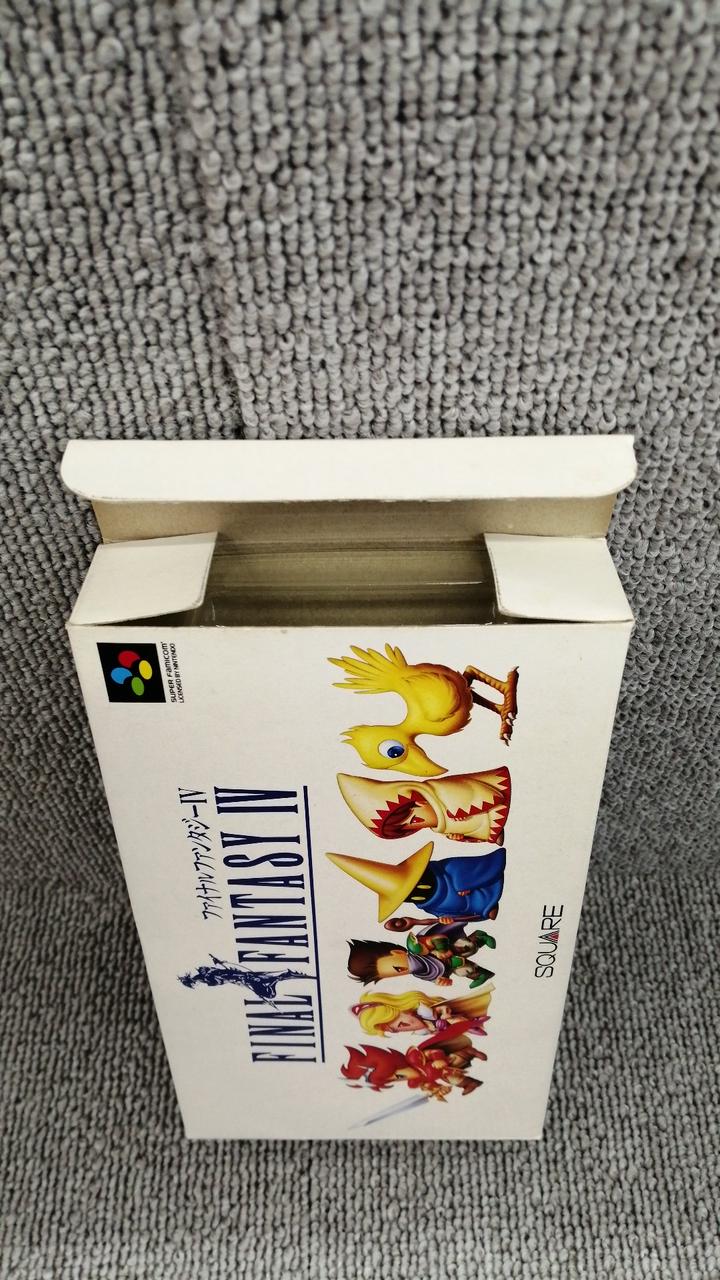 SUPER FAMICOM
LICENSED BY NINTENDO
ファイナルファンタジーIV
FINAL FANTASY IV
SQUARE